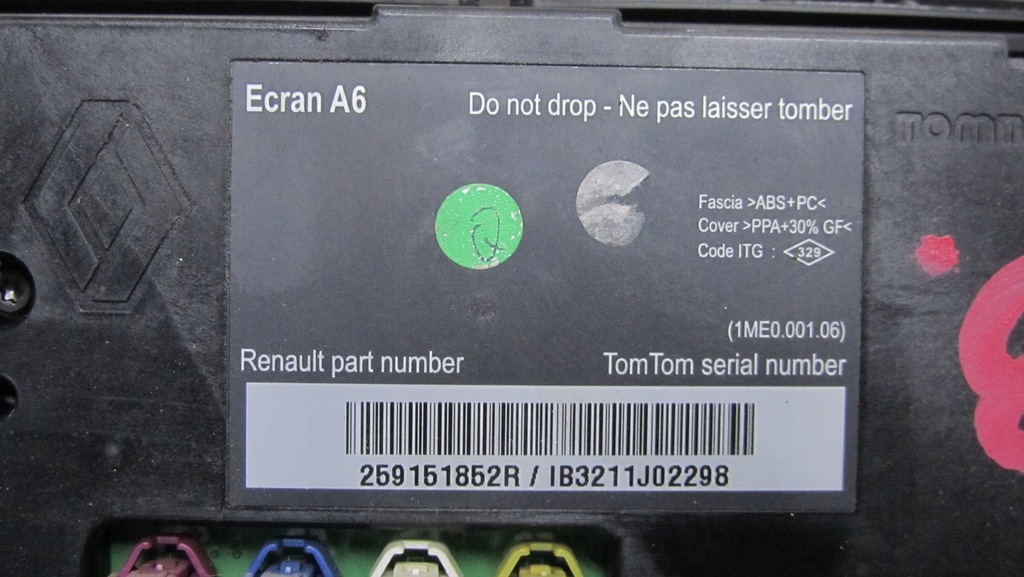 Ecran A6
Do not drop - Ne pas laisser tomber
Fascia >ABS+PC<
Cover >PPA+30% GF<
Code ITG : <329>
(1ME0.001.06)
Renault part number
TomTom serial number
259151852R / IB3211J02298